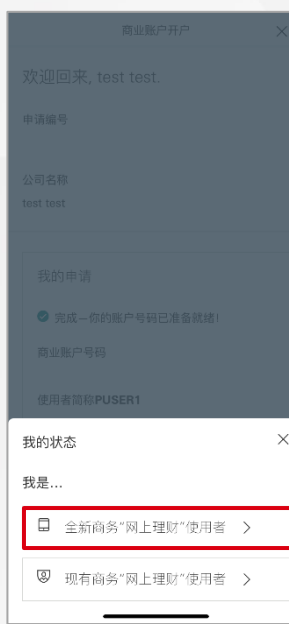 商业账户开户
欢迎回来, test test.
申请编号
公司名称
test test
我的申请
完成–你的账户号码已准备就绪!
商业账户号码
使用者简称PUSER1
我的状态
我是...
全新商务“网上理财”使用者
现有商务“网上理财”使用者